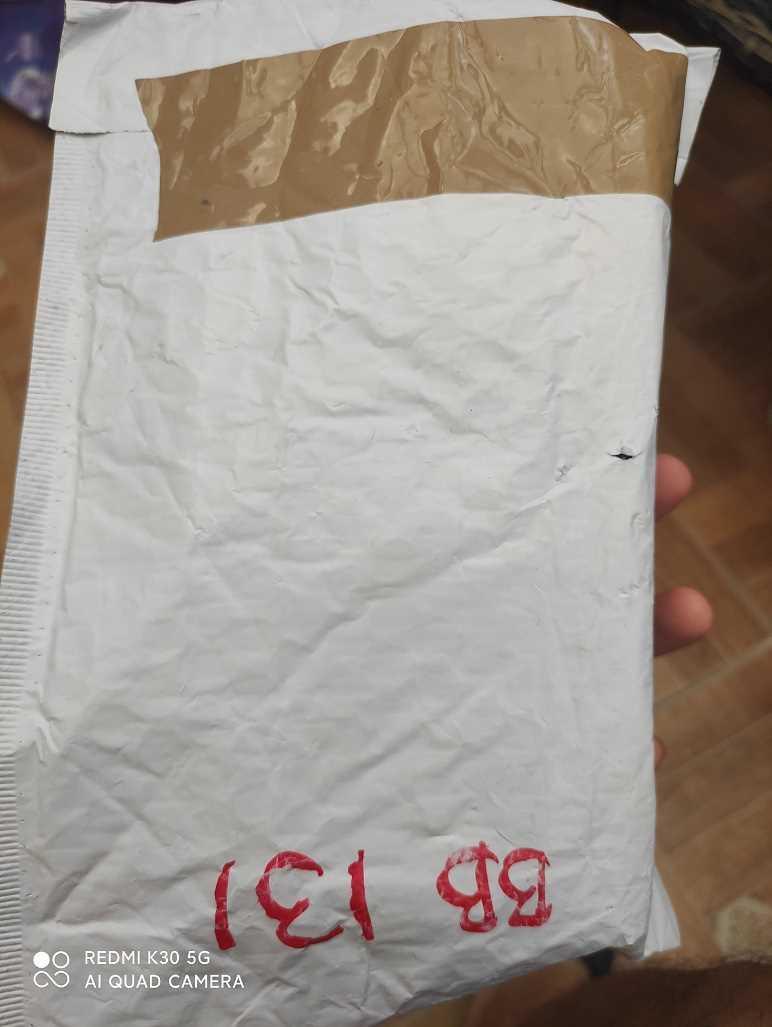 BB 131
REDMI K30 5G
AI QUAD CAMERA